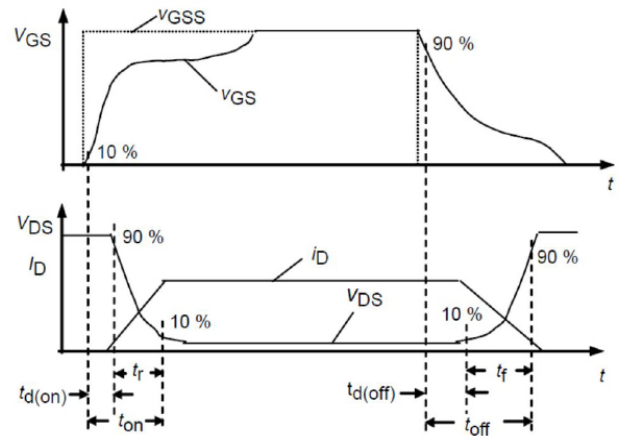 vGSS
VGS
90 %
vGS
10 %
t
VDS
90 %
ID
iD
90 %
10 %
VDS
10 %
tr
tf
t
td(on)
td(off)
ton
toff